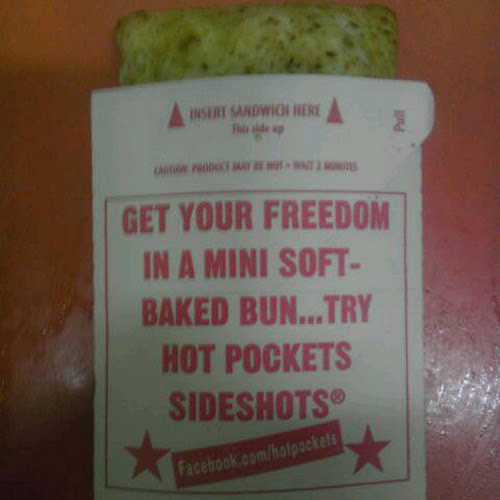 INSERT SANDWICH HERE
This side up
Pull
CAUTION: PRODUCT MAY BE HOT • WAIT 2 MINUTES
GET YOUR FREEDOM
IN A MINI SOFT-
BAKED BUN...TRY
HOT POCKETS
SIDESHOTS®
Facebook.com/hotpockets